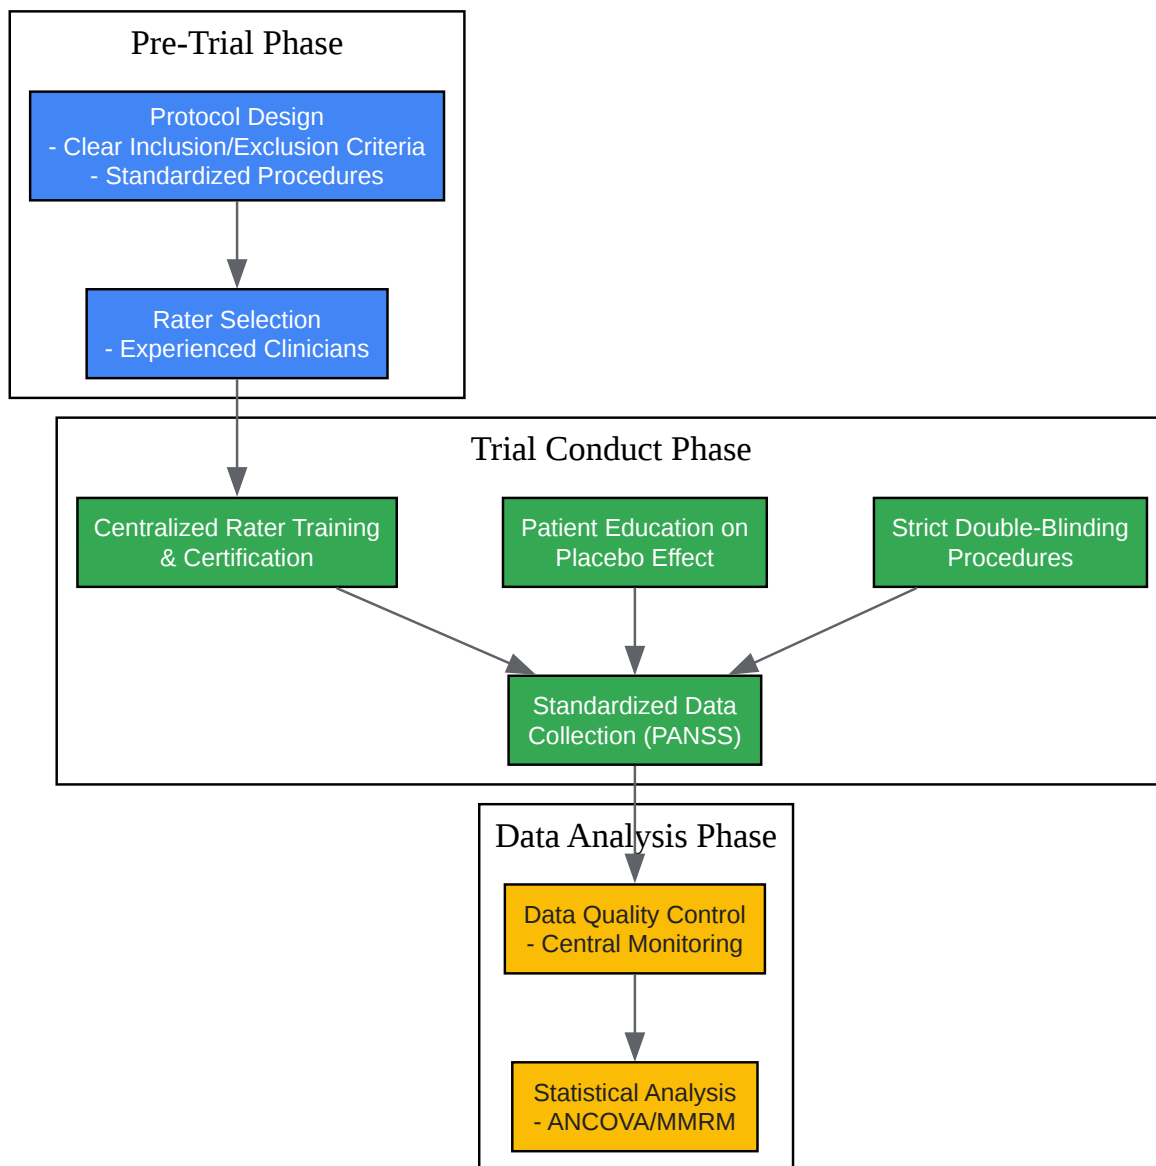 Pre-Trial Phase
Protocol Design
- Clear Inclusion/Exclusion Criteria
- Standardized Procedures
Rater Selection
- Experienced Clinicians
Trial Conduct Phase
Centralized Rater Training
& Certification
Patient Education on
Placebo Effect
Strict Double-Blinding
Procedures
Standardized Data
Collection (PANSS)
Data Analysis Phase
Data Quality Control
- Central Monitoring
Statistical Analysis
- ANCOVA/MMRM